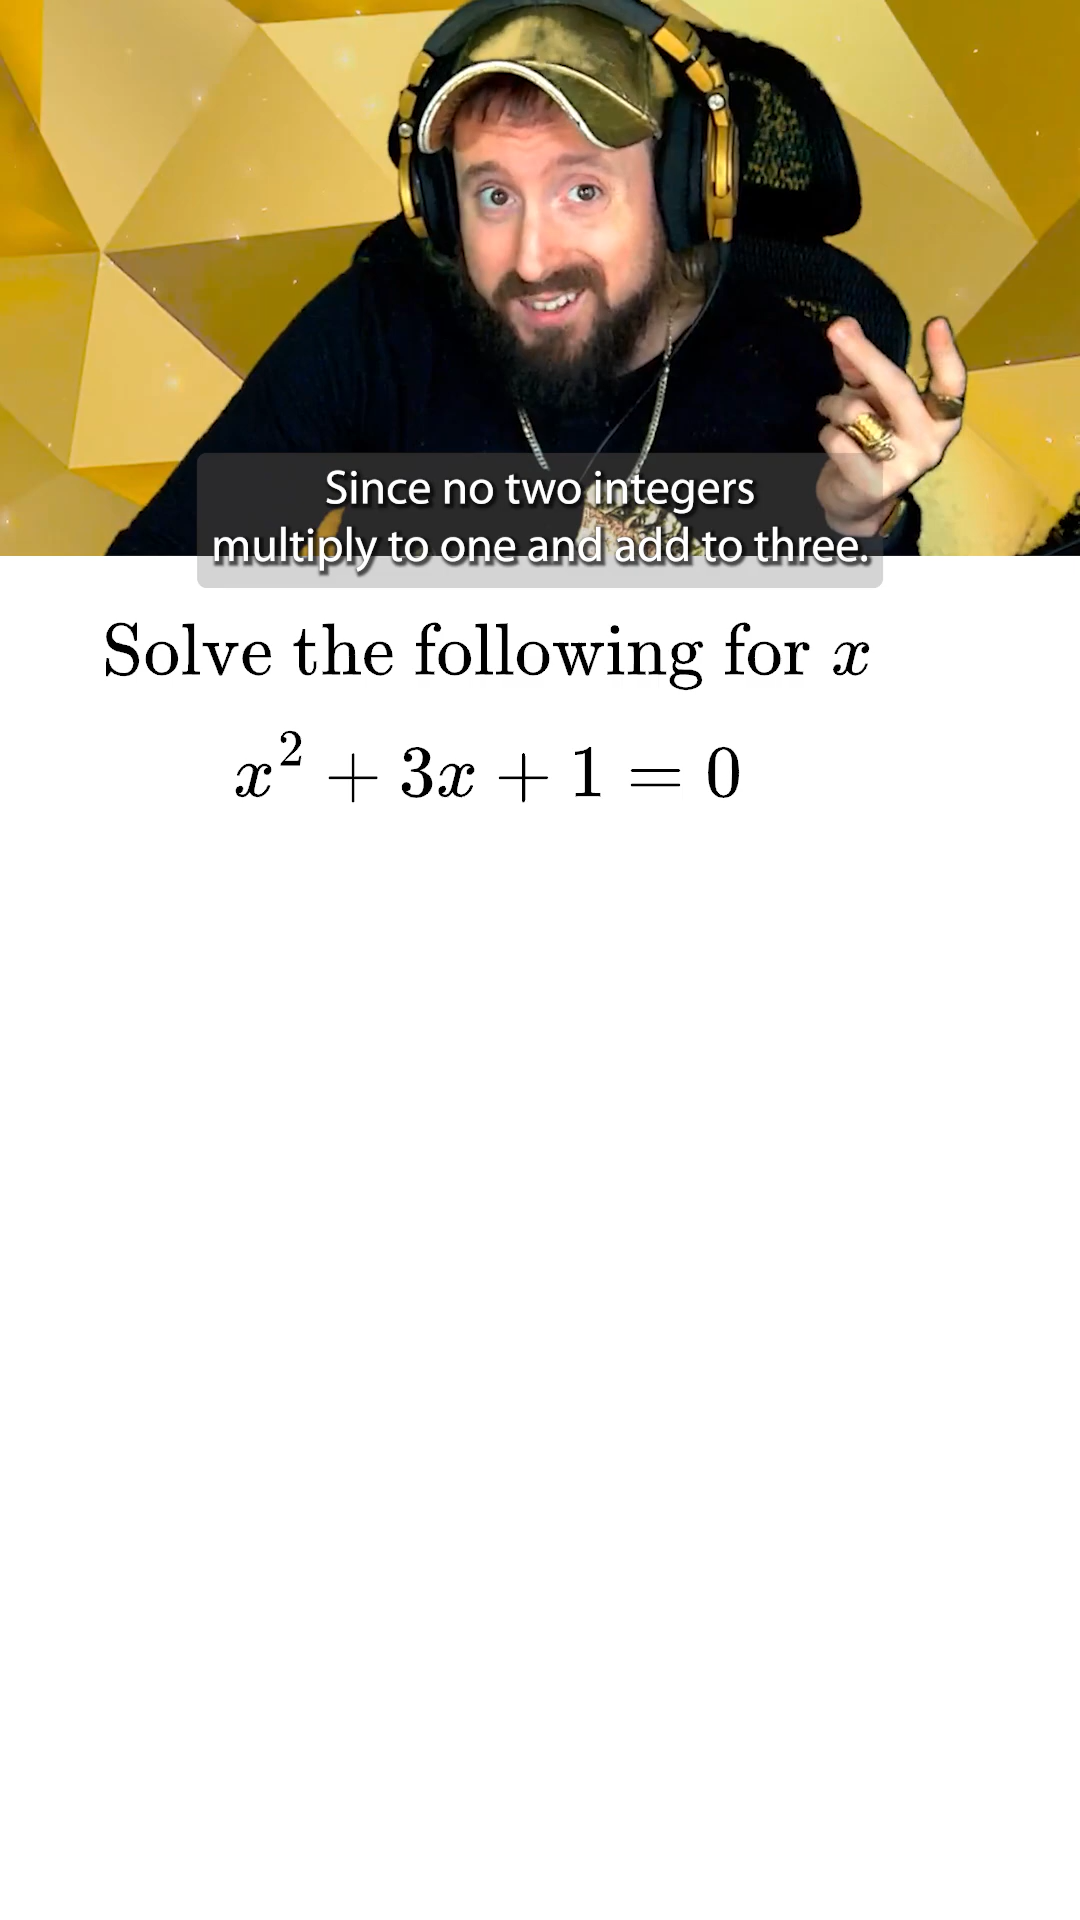 Since no two integers
multiply to one and add to three.
Solve the following for x
x² + 3x + 1 = 0